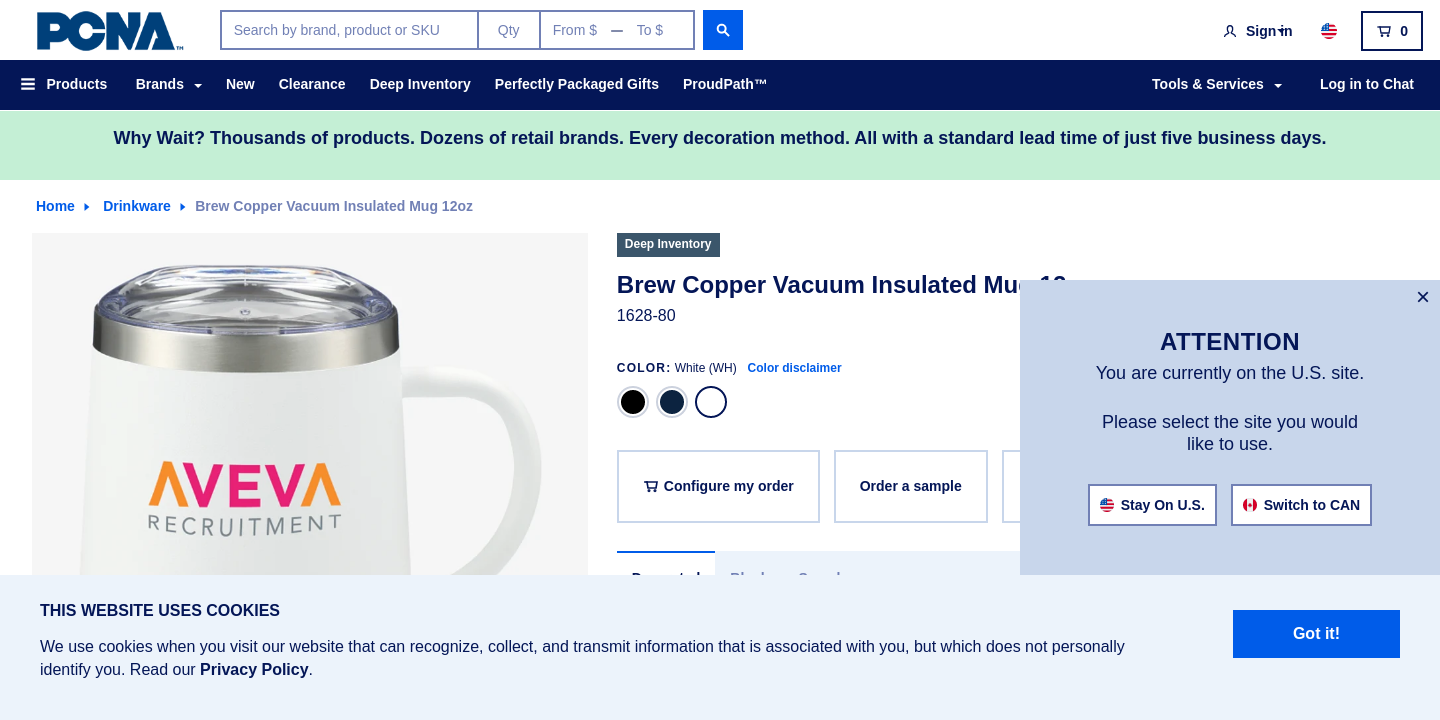 PCNA™
Search by brand, product or SKU
Qty
From $ — To $
Sign in
0
Products
Brands
New
Clearance
Deep Inventory
Perfectly Packaged Gifts
ProudPath™
Tools & Services
Log in to Chat
Why Wait? Thousands of products. Dozens of retail brands. Every decoration method. All with a standard lead time of just five business days.
Home
Drinkware
Brew Copper Vacuum Insulated Mug 12oz
AVEVA
RECRUITMENT
Deep Inventory
Brew Copper Vacuum Insulated Mug 12
1628-80
COLOR: White (WH) Color disclaimer
Configure my order
Order a sample
ATTENTION
You are currently on the U.S. site.
Please select the site you would
like to use.
Stay On U.S.
Switch to CAN
THIS WEBSITE USES COOKIES
We use cookies when you visit our website that can recognize, collect, and transmit information that is associated with you, but which does not personally
identify you. Read our Privacy Policy.
Got it!